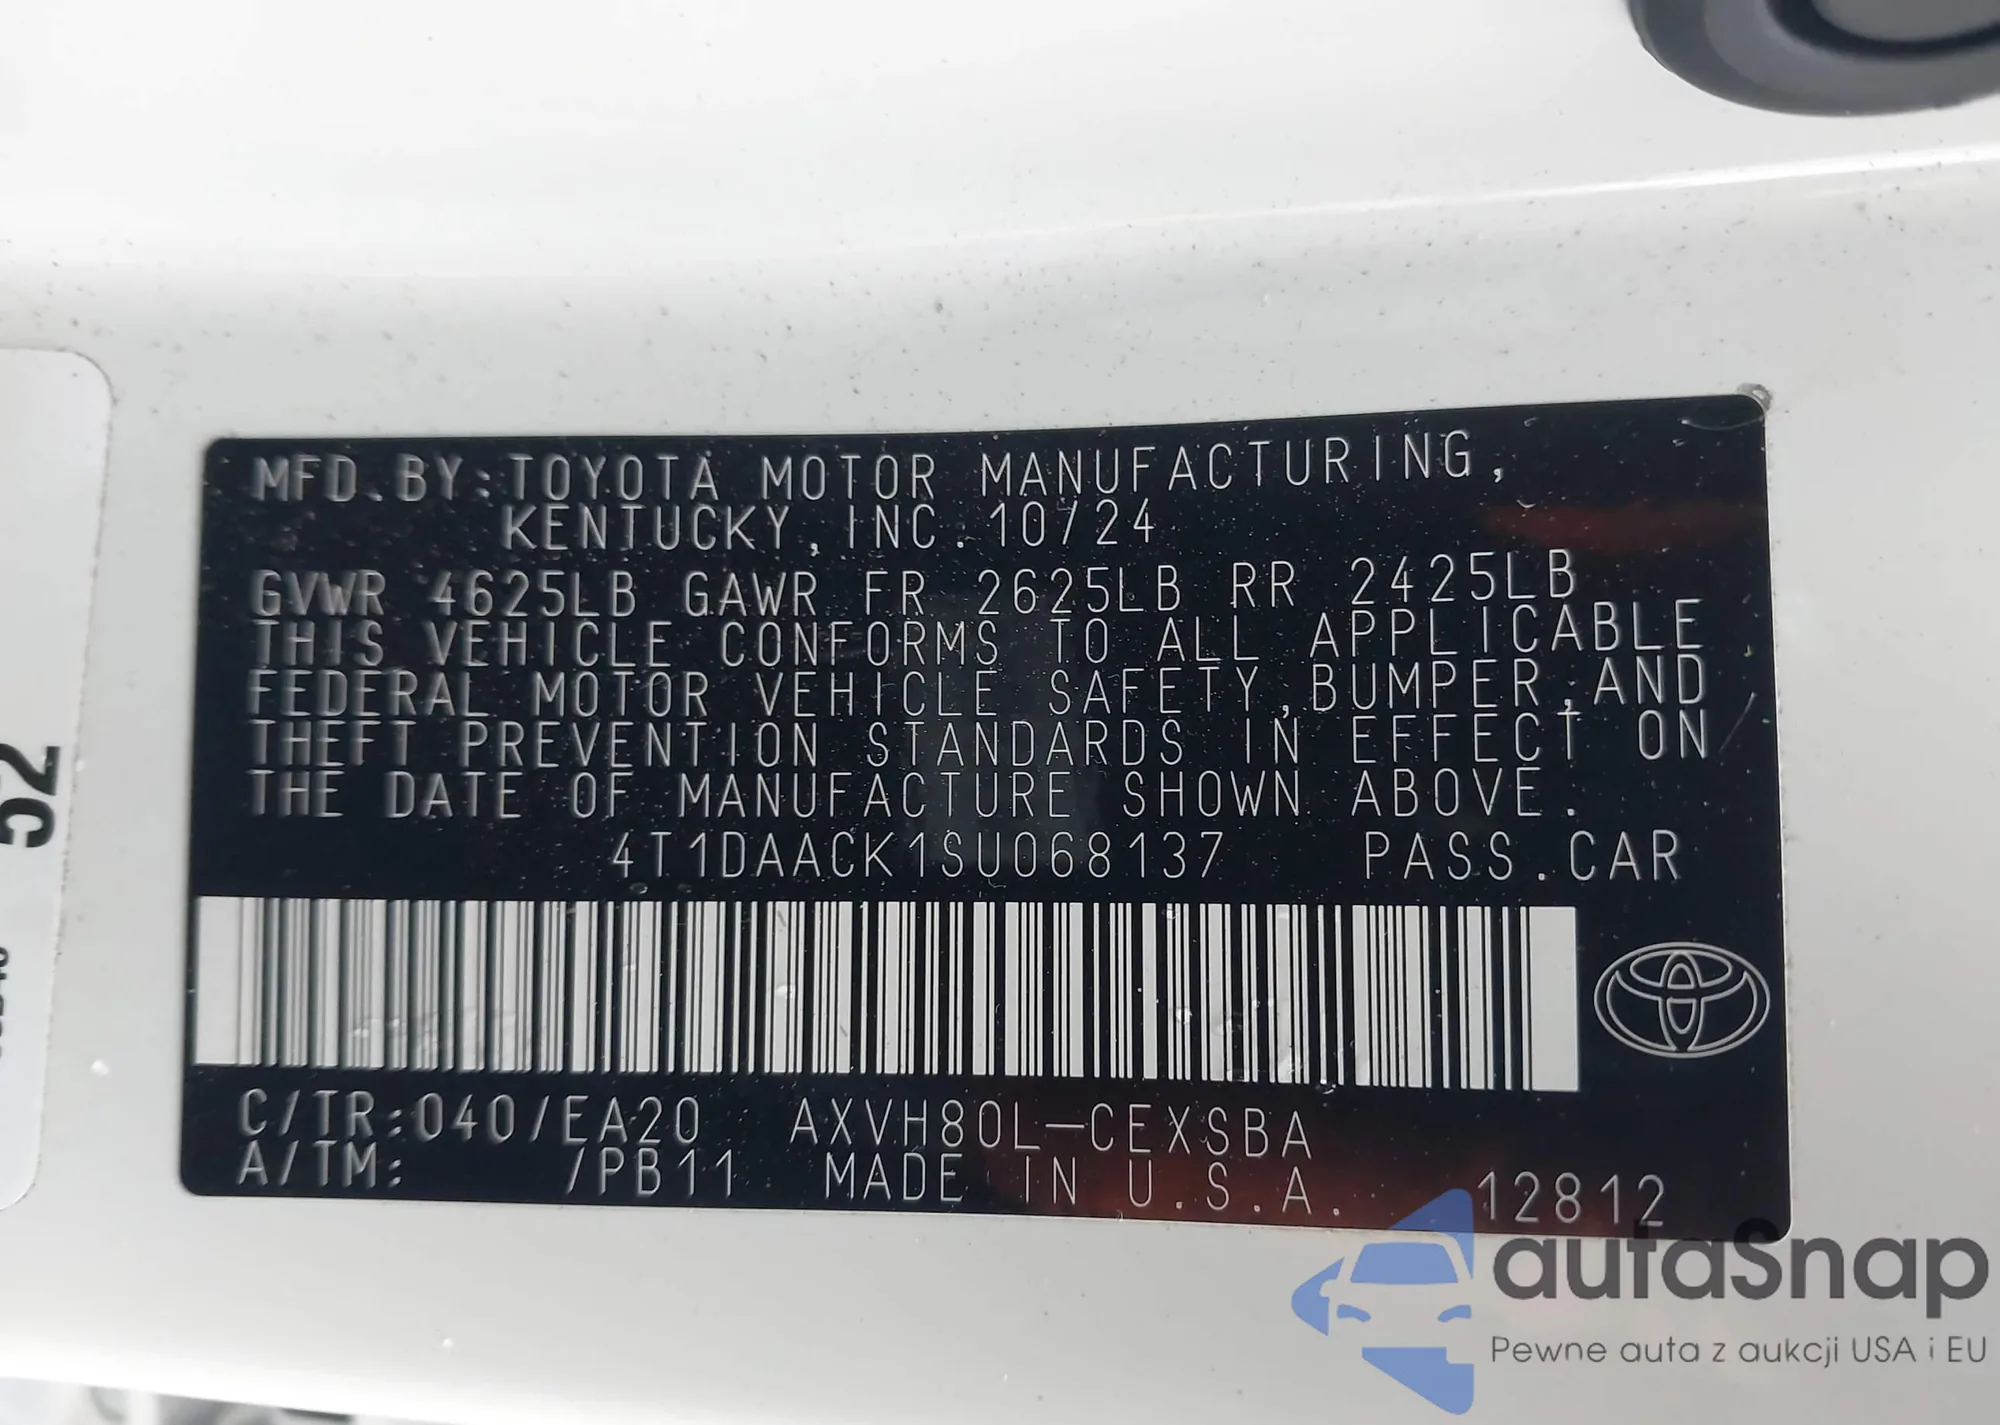 MFD.BY:TOYOTA MOTOR MANUFACTURING,
KENTUCKY, INC. 10/24
GVWR 4625LB GAWR FR 2625LB RR 2425LB
THIS VEHICLE CONFORMS TO ALL APPLICABLE
FEDERAL MOTOR VEHICLE SAFETY,BUMPER,AND
THEFT PREVENTION STANDARDS IN EFFECT ON
THE DATE OF MANUFACTURE SHOWN ABOVE.
4T1DAACK1SU068137 PASS.CAR
C/TR:040/EA20 AXVH80L-CEXSBA
A/TM: /PB11 MADE IN U.S.A. 12812
52
autaSnap
Pewne auta z aukcji USA i EU